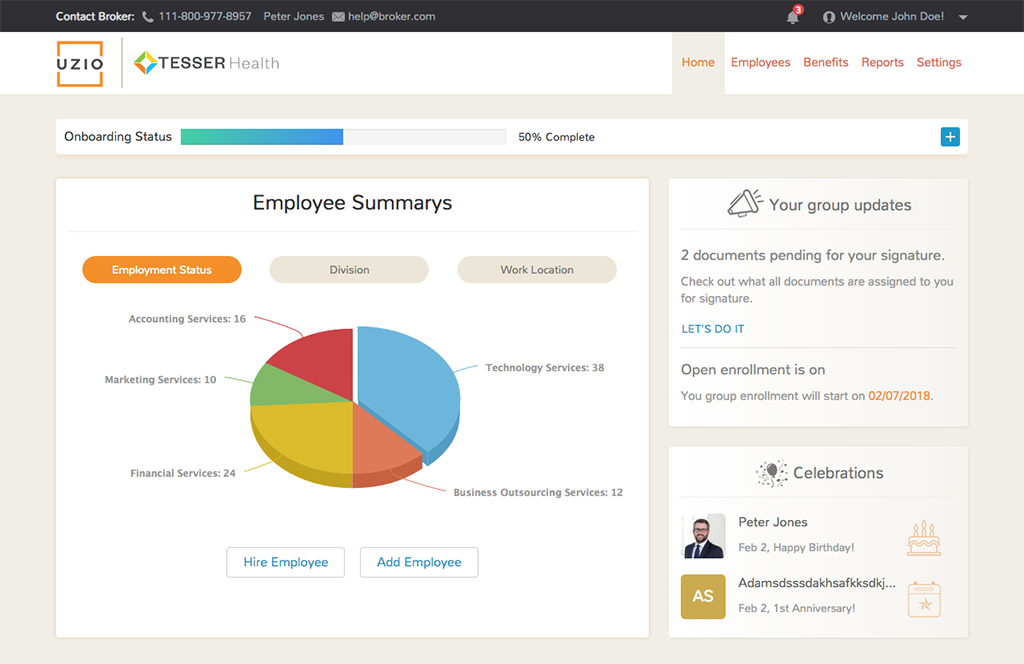 Contact Broker: 111-800-977-8957 Peter Jones help@broker.com 3 Welcome John Doe!
UZIO TESSER Health Home Employees Benefits Reports Settings
Onboarding Status 50% Complete
Employee Summarys
Employment Status Division Work Location
Accounting Services: 16
Technology Services: 38
Marketing Services: 10
Financial Services: 24
Business Outsourcing Services: 12
Hire Employee Add Employee
Your group updates
2 documents pending for your signature.
Check out what all documents are assigned to you
for signature.
LET'S DO IT
Open enrollment is on
You group enrollment will start on 02/07/2018.
Celebrations
Peter Jones
Feb 2, Happy Birthday!
AS
Adamsdsssdakhsafkksdkj...
Feb 2, 1st Anniversary!